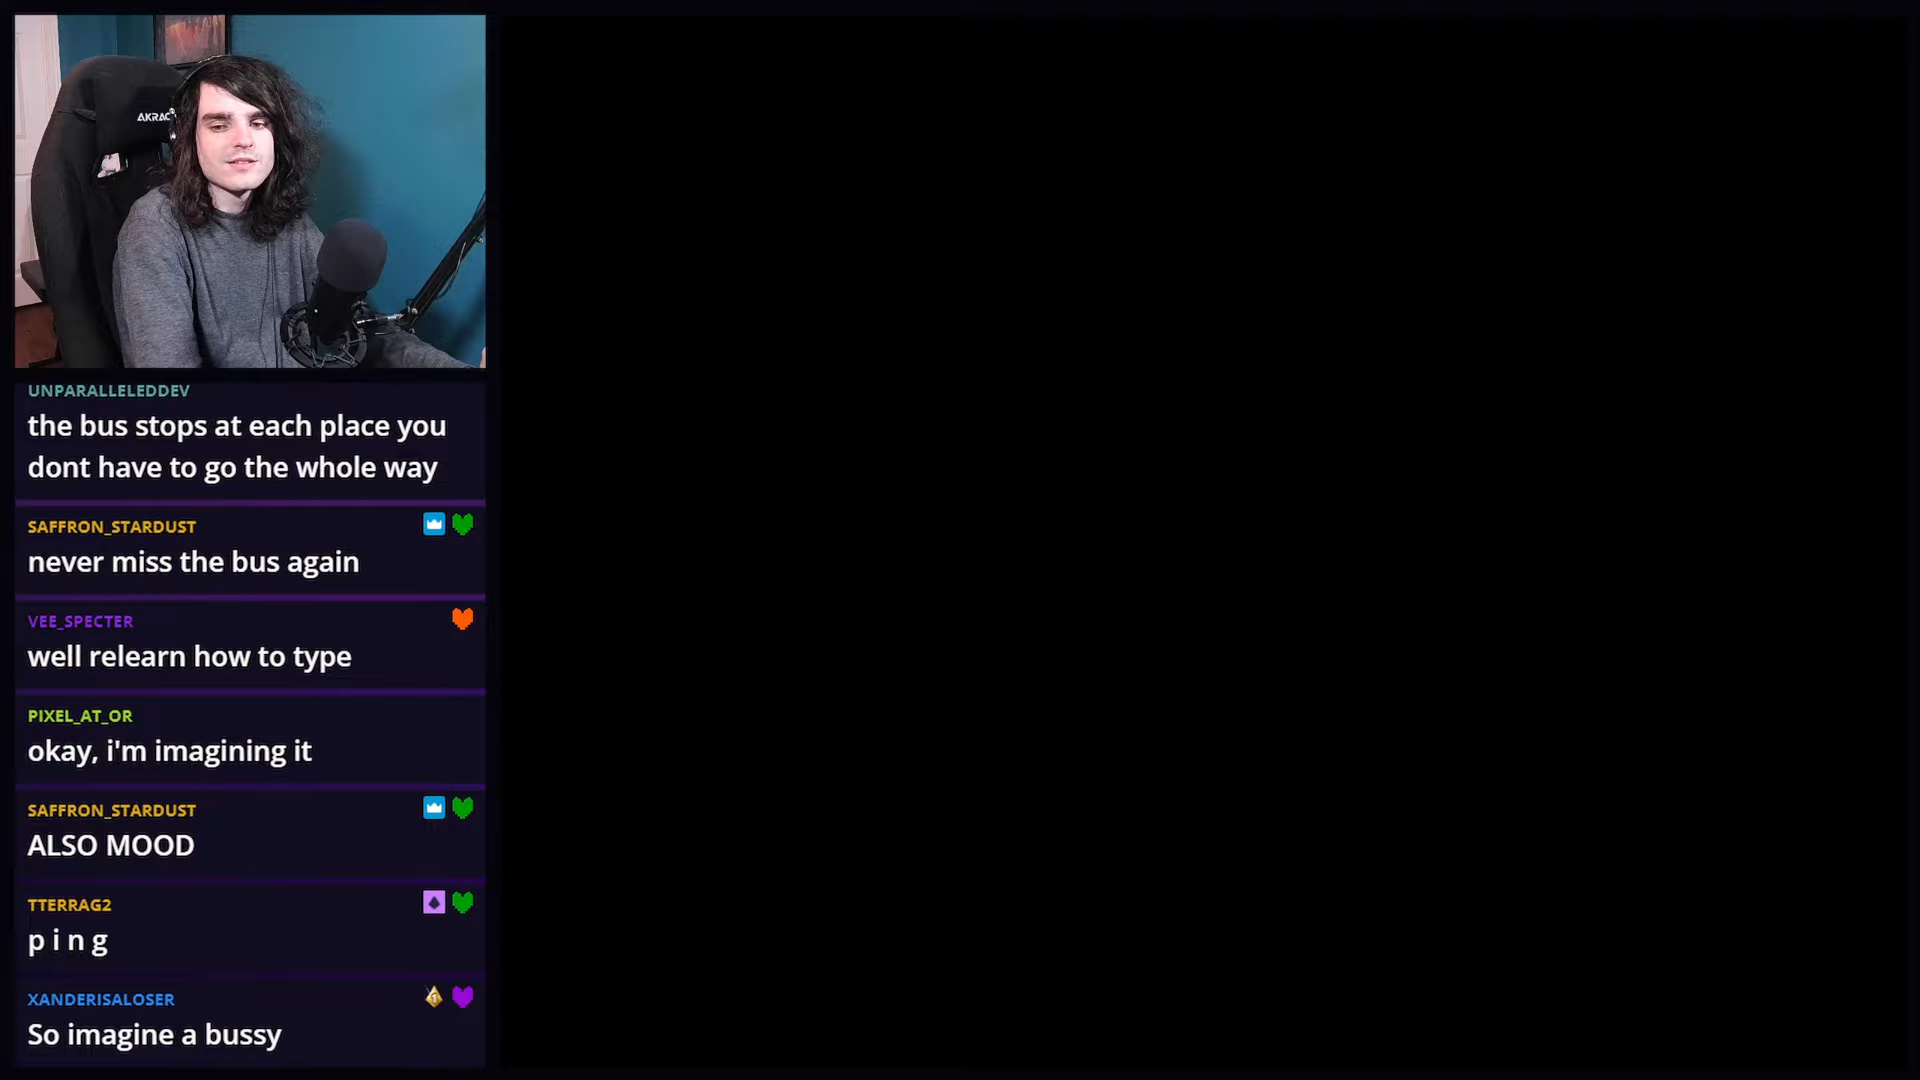 AKRAC
UNPARALLELEDDEV
the bus stops at each place you
dont have to go the whole way
SAFFRON_STARDUST
never miss the bus again
VEE_SPECTER
well relearn how to type
PIXEL_AT_OR
okay, i'm imagining it
SAFFRON_STARDUST
ALSO MOOD
TTERRAG2
p i n g
XANDERISALOSER
So imagine a bussy